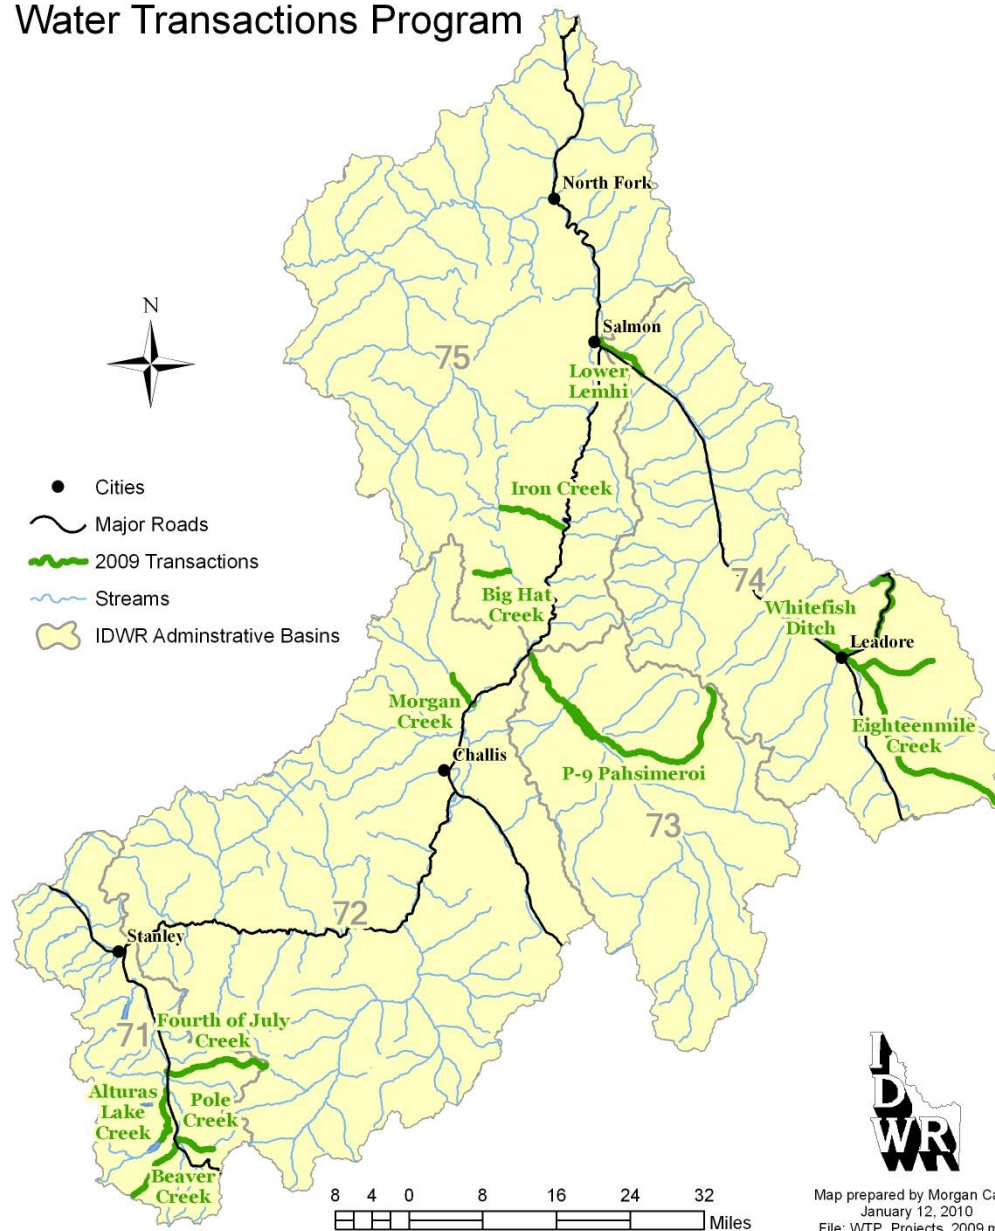 Water Transactions Program
North Fork
N
Salmon
75
Lower
Lemhi
Cities
Iron Creek
Major Roads
2009 Transactions
74
Streams
Big Hat
Creek
Whitefish
Ditch
IDWR Adminstrative Basins
Leadore
Morgan
Creek
Eighteenmile
Creek
Challis
P-9 Pahsimeroi
73
72
Stanley
71
Fourth of July
Creek
Alturas
Lake
Creek
Pole
Creek
Beaver
Creek
IDWR
8 4 0 8 16 24 32
Miles
Map prepared by Morgan Ca
January 12, 2010
File: WTP_Projects_2009.m